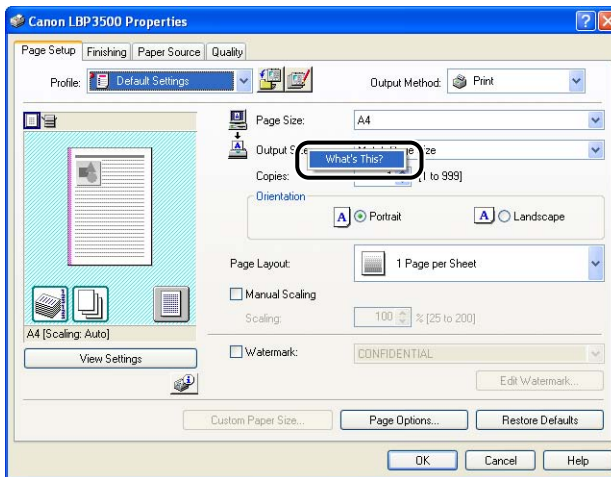 Canon LBP3500 Properties
Page Setup Finishing Paper Source Quality
Profile: Default Settings Output Method: Print
Page Size: A4
Output Size
What's This?
Copies: [1 to 999]
Orientation
A Portrait A Landscape
Page Layout: 1 Page per Sheet
Manual Scaling
Scaling: 100 % [25 to 200]
A4 [Scaling: Auto]
View Settings
Watermark: CONFIDENTIAL
Edit Watermark...
Custom Paper Size... Page Options... Restore Defaults
OK Cancel Help